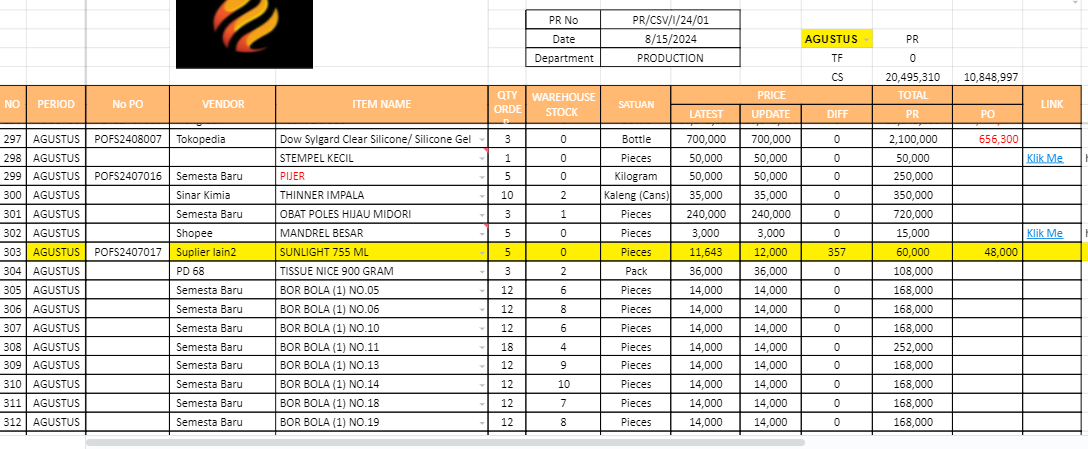 PR No PR/CSV/I/24/01
Date 8/15/2024 AGUSTUS PR
Department PRODUCTION TF 0
CS 20,495,310 10,848,997
NO PERIOD No PO VENDOR ITEM NAME QTY ORDER WAREHOUSE STOCK SATUAN PRICE TOTAL LINK
LATEST UPDATE DIFF PR PO
297 AGUSTUS POFS2408007 Tokopedia Dow Sylgard Clear Silicone/ Silicone Gel 3 0 Bottle 700,000 700,000 0 2,100,000 656,300
298 AGUSTUS STEMPEL KECIL 1 0 Pieces 50,000 50,000 0 50,000 Klik Me
299 AGUSTUS POFS2407016 Semesta Baru PIJER 5 0 Kilogram 50,000 50,000 0 250,000
300 AGUSTUS Sinar Kimia THINNER IMPALA 10 2 Kaleng (Cans) 35,000 35,000 0 350,000
301 AGUSTUS Semesta Baru OBAT POLES HIJAU MIDORI 3 1 Pieces 240,000 240,000 0 720,000
302 AGUSTUS Shopee MANDREL BESAR 5 0 Pieces 3,000 3,000 0 15,000 Klik Me
303 AGUSTUS POFS2407017 Suplier lain2 SUNLIGHT 755 ML 5 0 Pieces 11,643 12,000 357 60,000 48,000
304 AGUSTUS PD 68 TISSUE NICE 900 GRAM 3 2 Pack 36,000 36,000 0 108,000
305 AGUSTUS Semesta Baru BOR BOLA (1) NO.05 12 6 Pieces 14,000 14,000 0 168,000
306 AGUSTUS Semesta Baru BOR BOLA (1) NO.06 12 8 Pieces 14,000 14,000 0 168,000
307 AGUSTUS Semesta Baru BOR BOLA (1) NO.10 12 6 Pieces 14,000 14,000 0 168,000
308 AGUSTUS Semesta Baru BOR BOLA (1) NO.11 18 4 Pieces 14,000 14,000 0 252,000
309 AGUSTUS Semesta Baru BOR BOLA (1) NO.13 12 9 Pieces 14,000 14,000 0 168,000
310 AGUSTUS Semesta Baru BOR BOLA (1) NO.14 12 10 Pieces 14,000 14,000 0 168,000
311 AGUSTUS Semesta Baru BOR BOLA (1) NO.18 12 7 Pieces 14,000 14,000 0 168,000
312 AGUSTUS Semesta Baru BOR BOLA (1) NO.19 12 8 Pieces 14,000 14,000 0 168,000